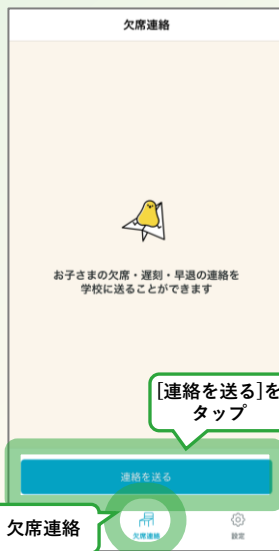 欠席連絡
お子さまの欠席・遅刻・早退の連絡を
学校に送ることができます
[連絡を送る]を
タップ
連絡を送る
欠席連絡
欠席連絡
設定